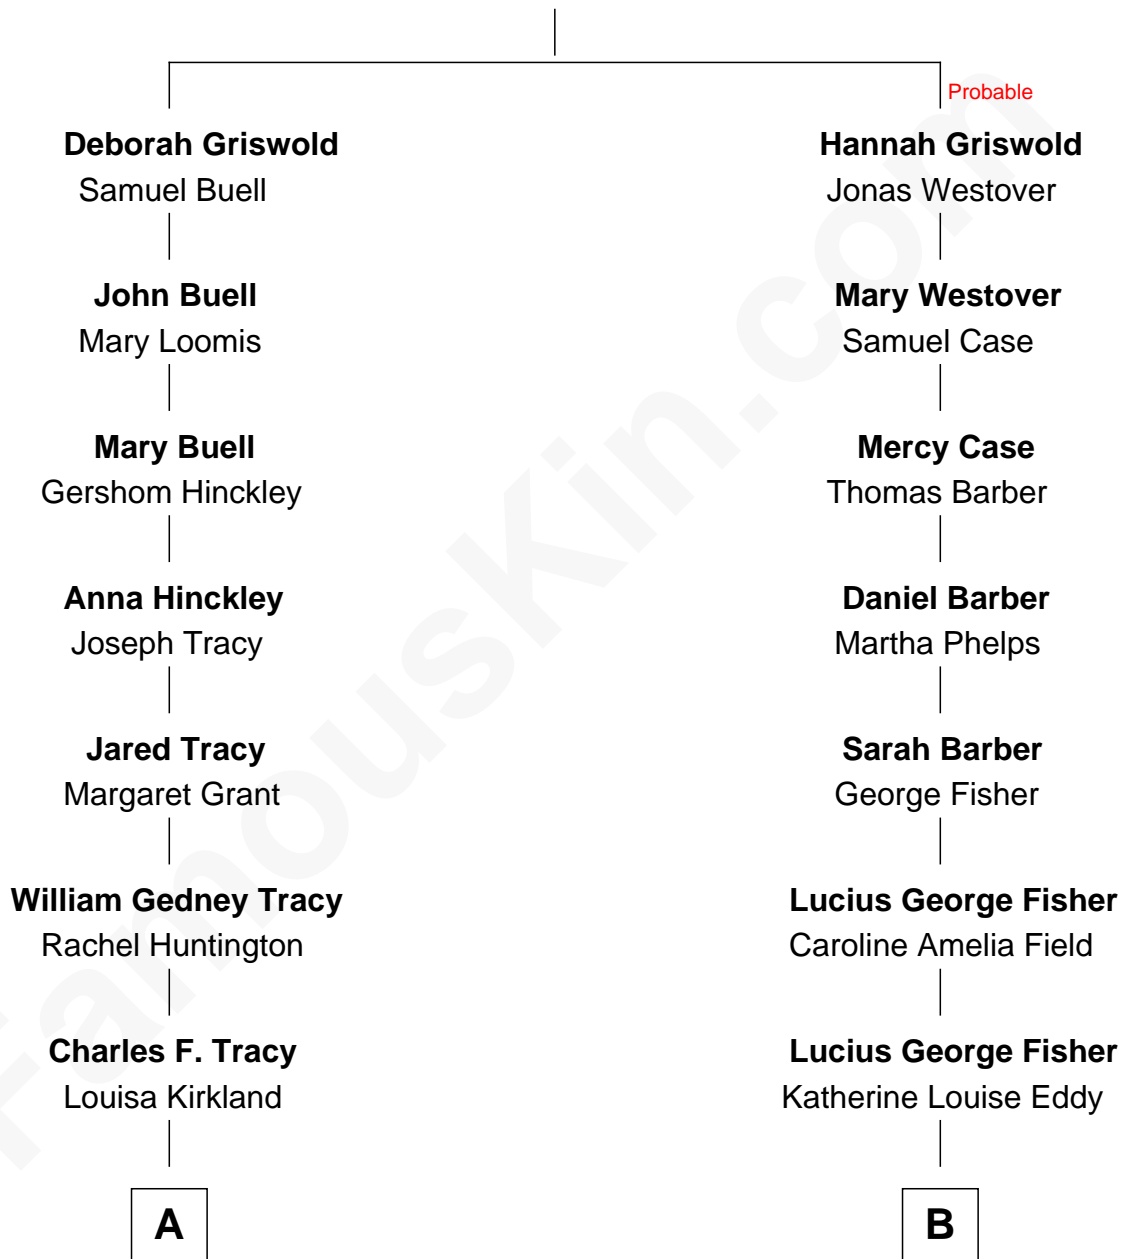 Probable
Deborah Griswold
Samuel Buell
Hannah Griswold
Jonas Westover
John Buell
Mary Loomis
Mary Westover
Samuel Case
Mary Buell
Gershom Hinckley
Mercy Case
Thomas Barber
Anna Hinckley
Joseph Tracy
Daniel Barber
Martha Phelps
Jared Tracy
Margaret Grant
Sarah Barber
George Fisher
William Gedney Tracy
Rachel Huntington
Lucius George Fisher
Caroline Amelia Field
Charles F. Tracy
Louisa Kirkland
Lucius George Fisher
Katherine Louise Eddy
A
B
FamousKin.com